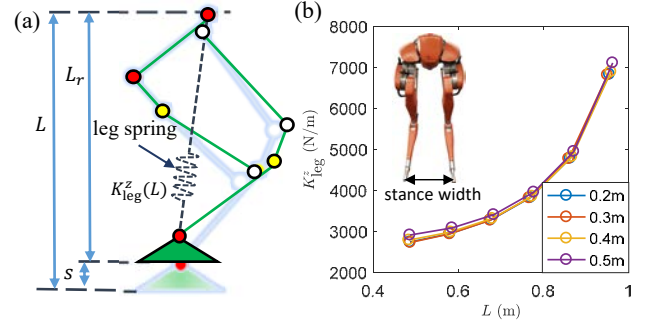 (a)
L
L_r
s
leg spring
K^z_leg(L)
(b)
8000
7000
6000
5000
4000
3000
2000
K^z_leg (N/m)
stance width
0.2m
0.3m
0.4m
0.5m
0.4
0.6
0.8
1
L (m)